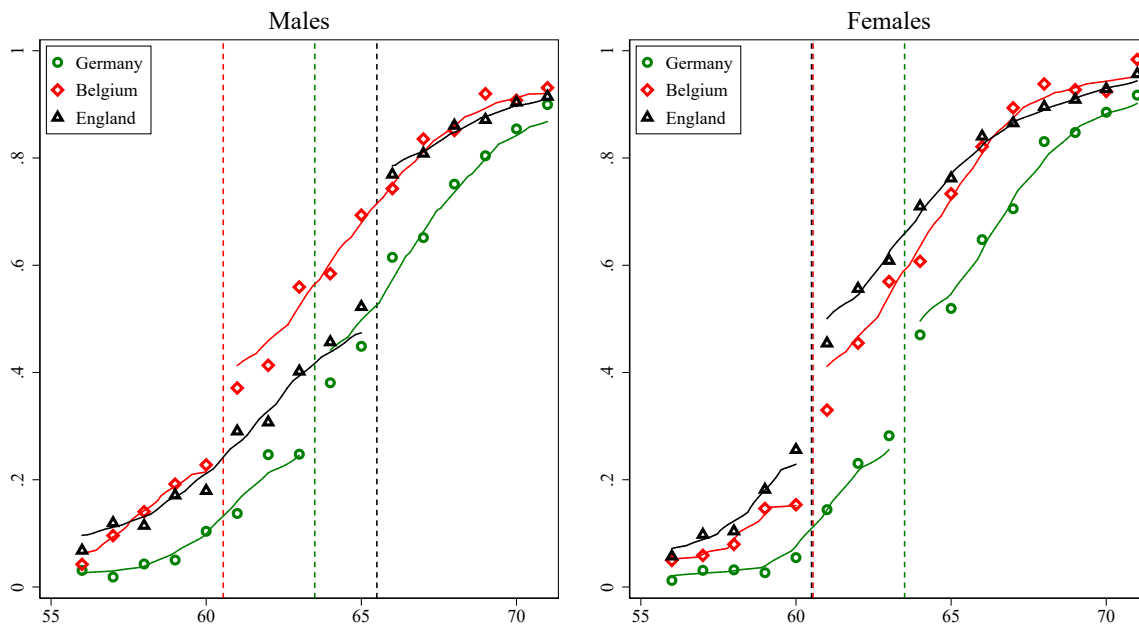 Males
1
.8
.6
.4
.2
0
55
60
65
70
Germany
Belgium
England
Females
1
.8
.6
.4
.2
0
55
60
65
70
Germany
Belgium
England